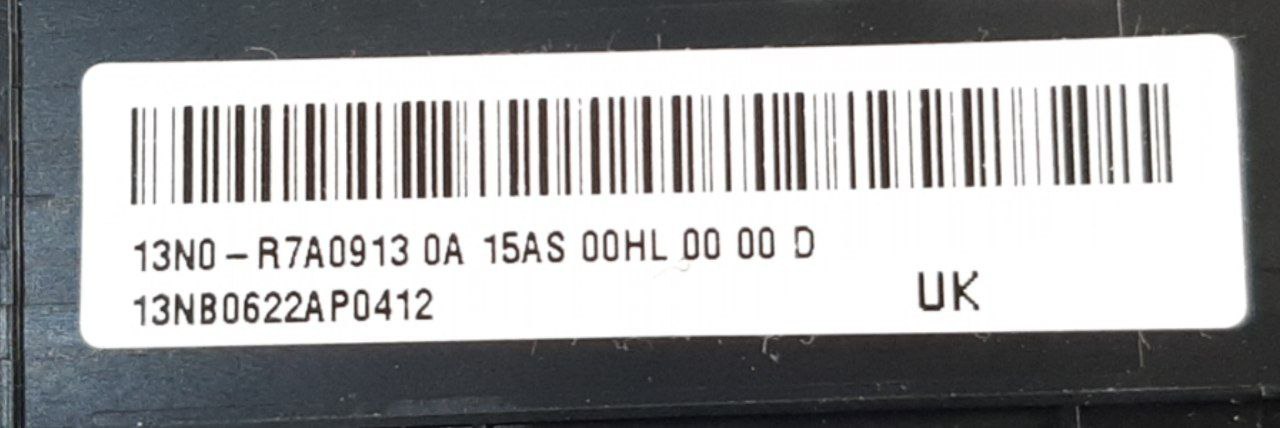 13N0-R7A0913 0A 15AS 00HL 00 00 D
13NB0622AP0412
UK